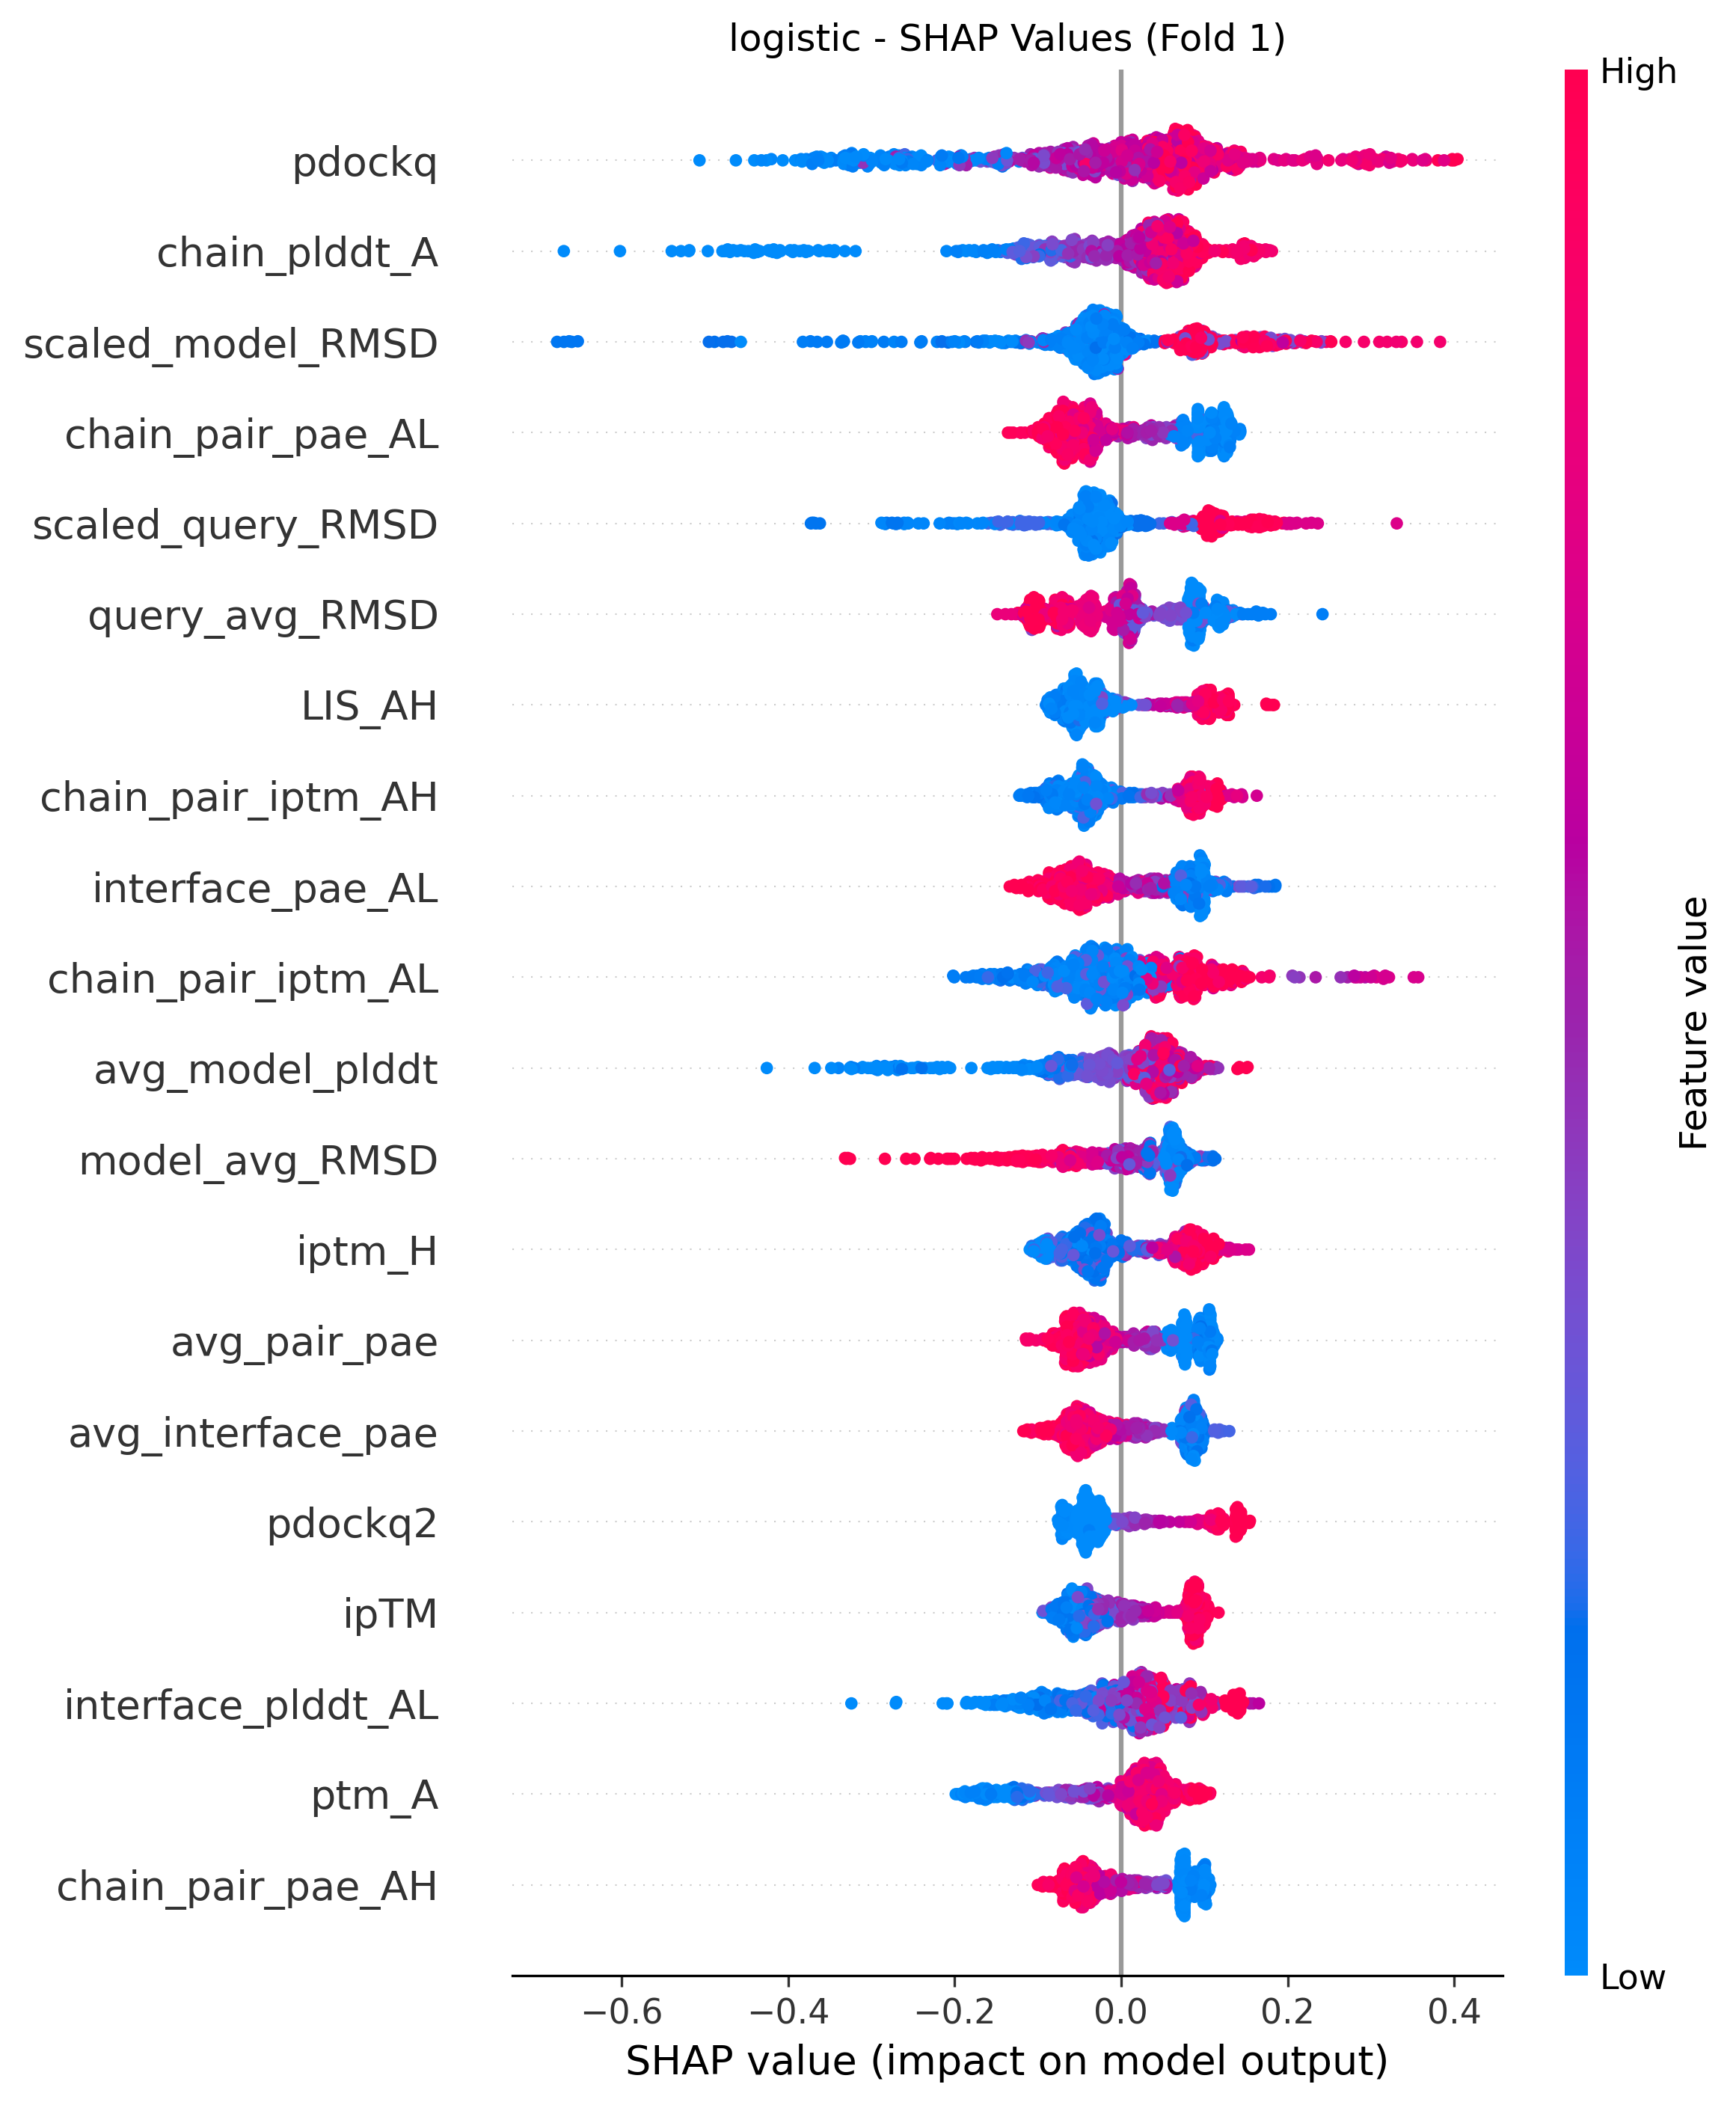 logistic - SHAP Values (Fold 1)
High
pdockq
chain_plddt_A
scaled_model_RMSD
chain_pair_pae_AL
scaled_query_RMSD
query_avg_RMSD
LIS_AH
chain_pair_iptm_AH
interface_pae_AL
chain_pair_iptm_AL
avg_model_plddt
model_avg_RMSD
iptm_H
avg_pair_pae
avg_interface_pae
pdockq2
ipTM
interface_plddt_AL
ptm_A
chain_pair_pae_AH
Feature value
Low
−0.6 −0.4 −0.2 0.0 0.2 0.4
SHAP value (impact on model output)